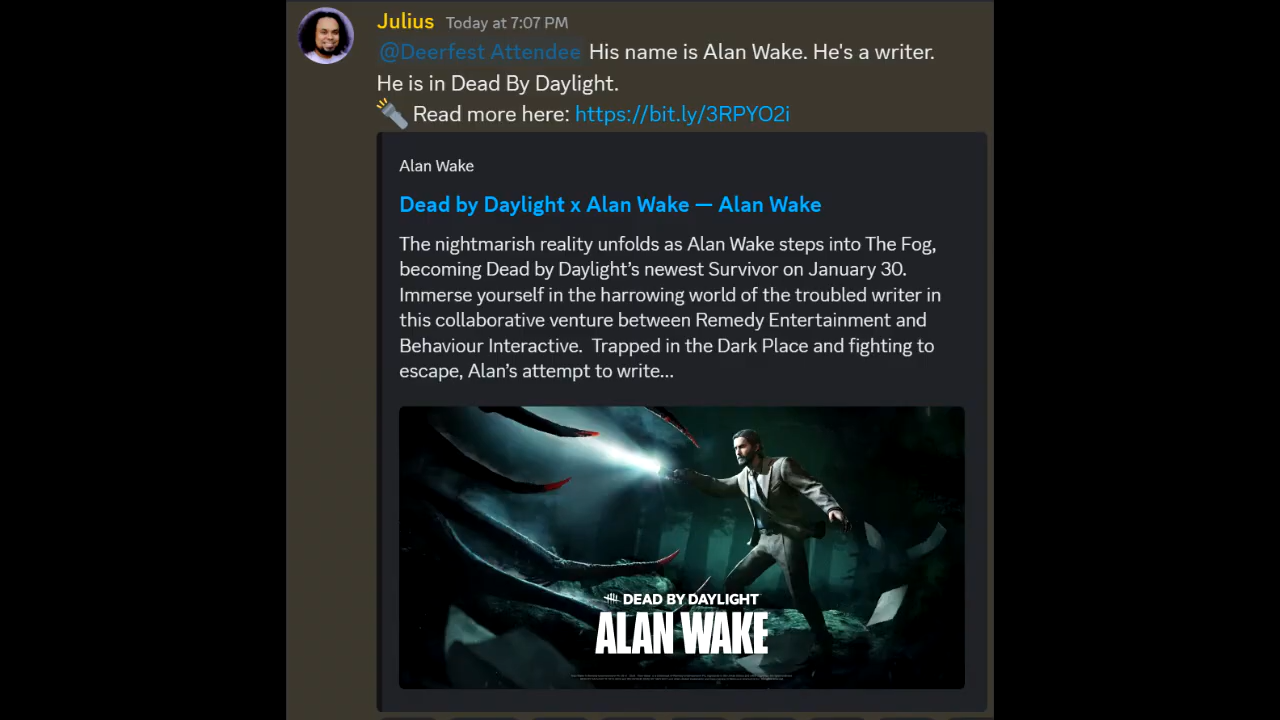 Julius Today at 7:07 PM
@Deerfest Attendee His name is Alan Wake. He's a writer.
He is in Dead By Daylight.
Read more here: https://bit.ly/3RPYO2i
Alan Wake
Dead by Daylight x Alan Wake — Alan Wake
The nightmarish reality unfolds as Alan Wake steps into The Fog,
becoming Dead by Daylight’s newest Survivor on January 30.
Immerse yourself in the harrowing world of the troubled writer in
this collaborative venture between Remedy Entertainment and
Behaviour Interactive.  Trapped in the Dark Place and fighting to
escape, Alan’s attempt to write...
DEAD BY DAYLIGHT
ALAN WAKE